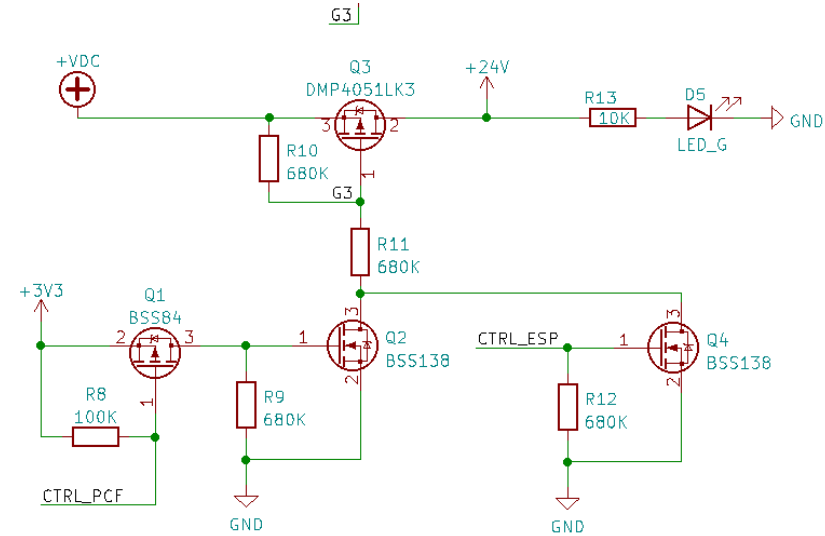 G3
+VDC
Q3
DMP4051LK3
+24V
R13
10K
D5
LED_G
GND
3
2
1
R10
680K
G3
R11
680K
+3V3
Q1
BSS84
2
3
1
R8
100K
CTRL_PCF
R9
680K
GND
1
3
2
Q2
BSS138
CTRL_ESP
1
3
2
Q4
BSS138
R12
680K
GND